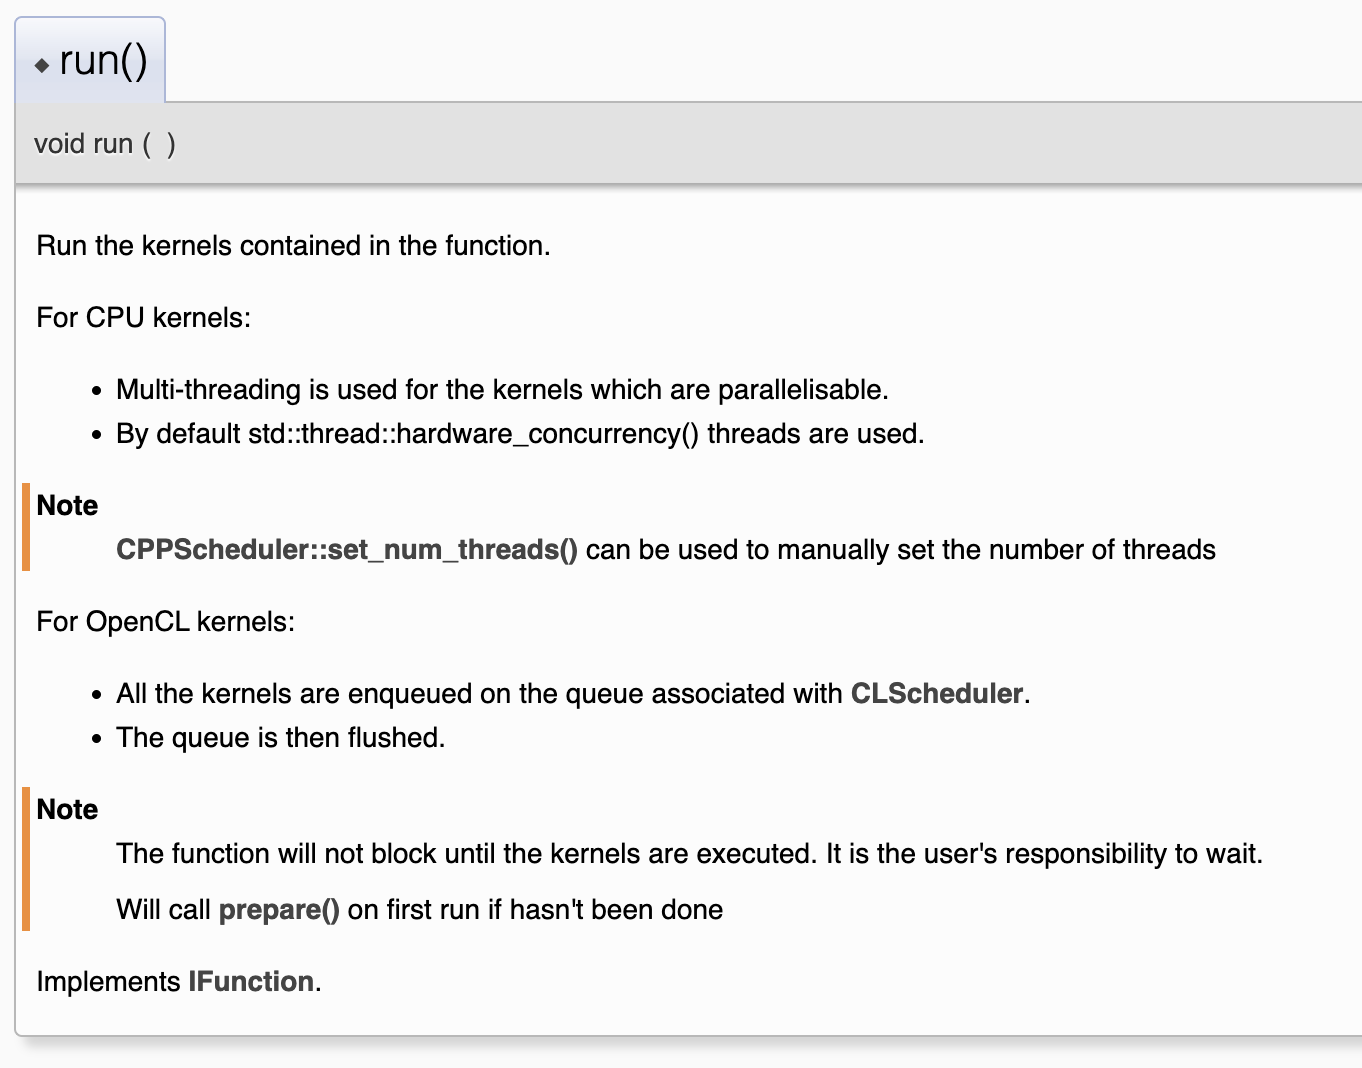 run()
void run ( )
Run the kernels contained in the function.
For CPU kernels:
Multi-threading is used for the kernels which are parallelisable.
By default std::thread::hardware_concurrency() threads are used.
Note
CPPScheduler::set_num_threads() can be used to manually set the number of threads
For OpenCL kernels:
All the kernels are enqueued on the queue associated with CLScheduler.
The queue is then flushed.
Note
The function will not block until the kernels are executed. It is the user's responsibility to wait.
Will call prepare() on first run if hasn't been done
Implements IFunction.